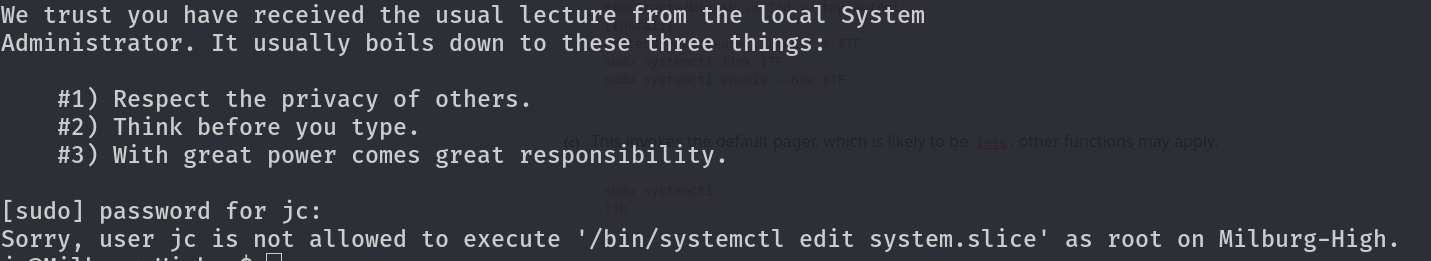 We trust you have received the usual lecture from the local System
Administrator. It usually boils down to these three things:
#1) Respect the privacy of others.
#2) Think before you type.
#3) With great power comes great responsibility.
sudo systemctl link $TF
sudo systemctl enable --now $TF
(c) This invokes the default pager, which is likely to be less, other functions may apply.
sudo systemctl
[sudo] password for jc:
Sorry, user jc is not allowed to execute '/bin/systemctl edit system.slice' as root on Milburg-High.